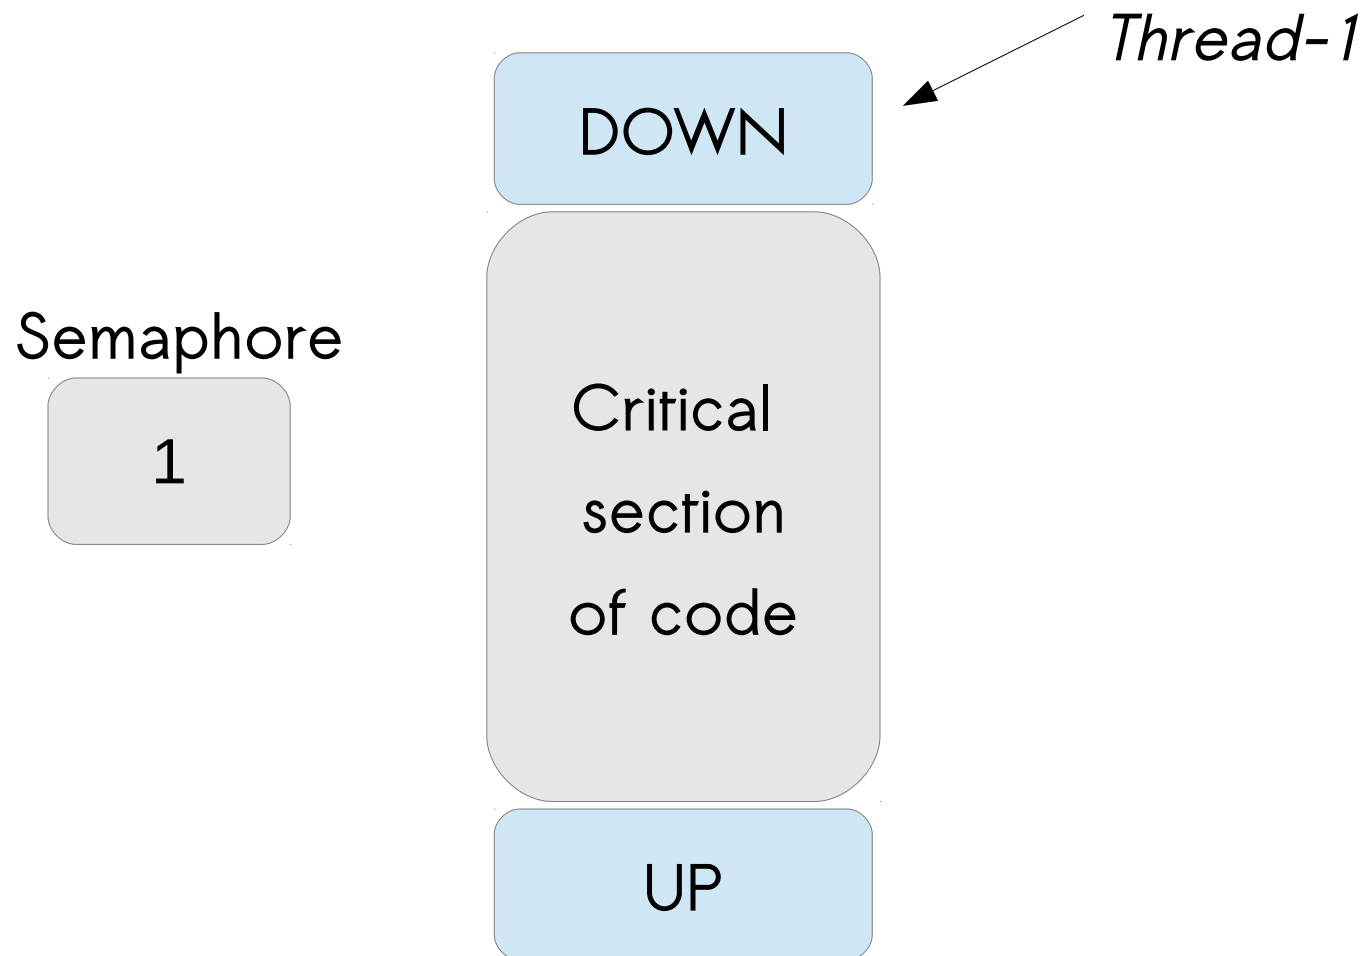 Thread-1
DOWN
Semaphore
1
Critical
section
of code
UP